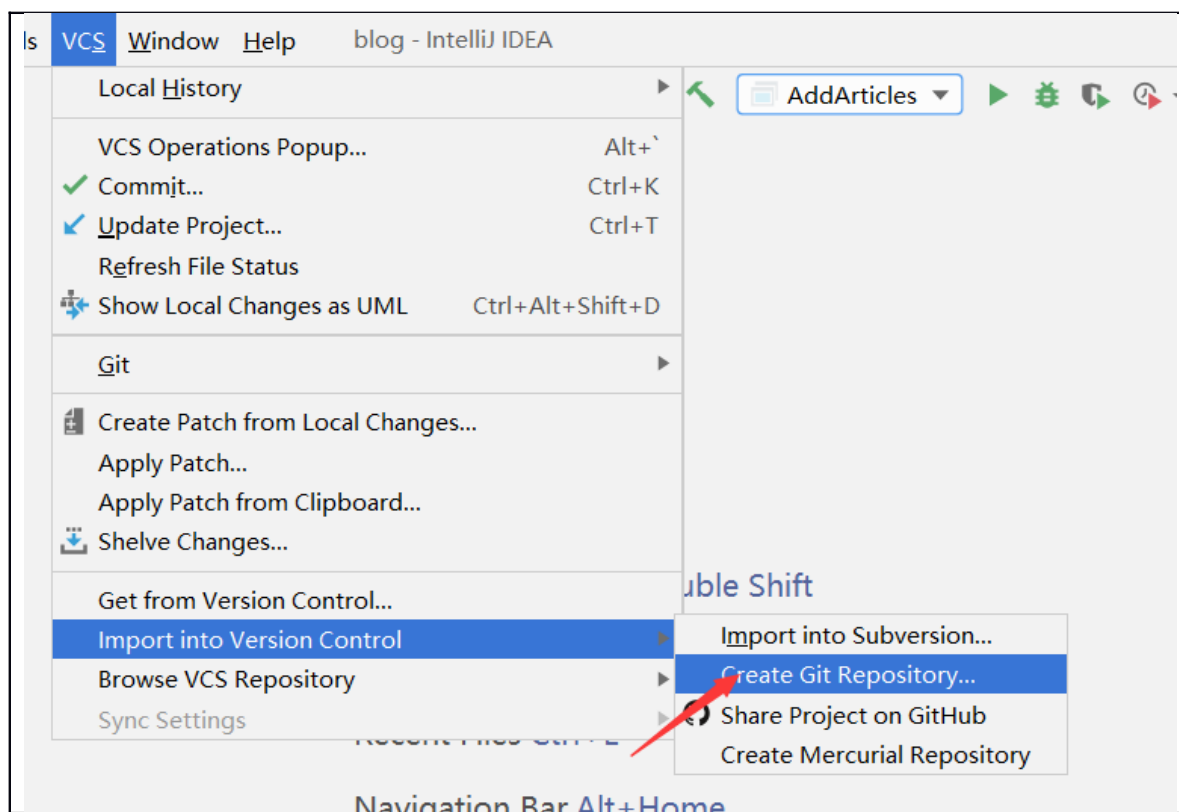 ls VCS Window Help blog - IntelliJ IDEA
Local History
AddArticles
VCS Operations Popup... Alt+`
Commit... Ctrl+K
Update Project... Ctrl+T
Refresh File Status
Show Local Changes as UML Ctrl+Alt+Shift+D
Git
Create Patch from Local Changes...
Apply Patch...
Apply Patch from Clipboard...
Shelve Changes...
uble Shift
Get from Version Control...
Import into Version Control
Import into Subversion...
Create Git Repository...
Browse VCS Repository
Share Project on GitHub
Sync Settings
Create Mercurial Repository
Recent Files Ctrl+E
Navigation Bar Alt+Home